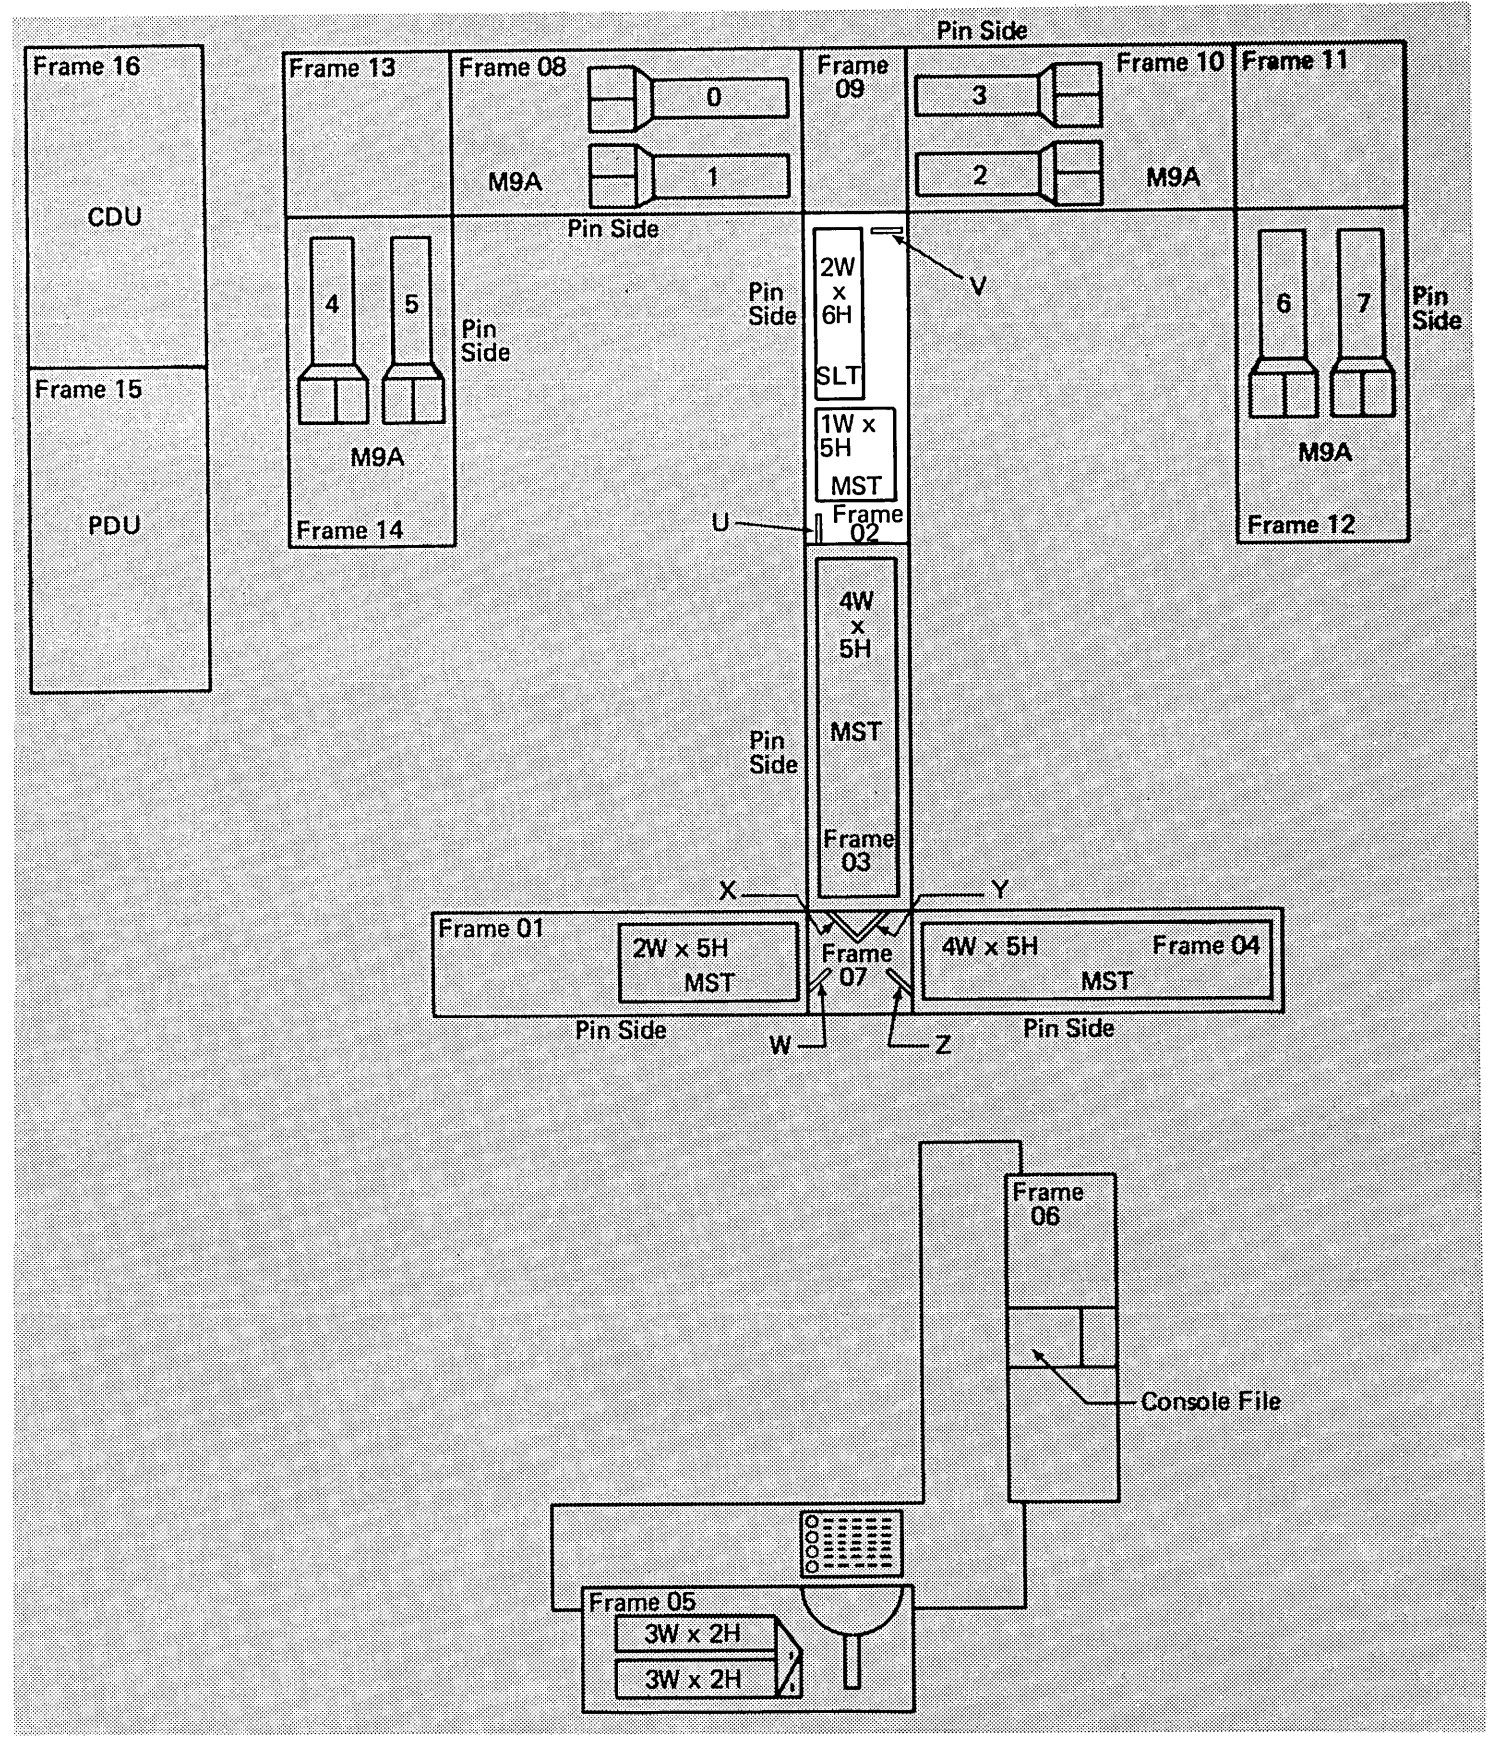 Pin Side
Frame 16
CDU
Frame 15
PDU
Frame 13
Frame 08
0
1
M9A
Pin Side
Frame
09
3
2
Frame 10
M9A
Frame 11
4
5
Pin
Side
M9A
Frame 14
Pin
Side
2W
x
6H
SLT
V
1W x
5H
MST
U
Frame
02
6
7
Pin
Side
M9A
Frame 12
4W
x
5H
MST
Pin
Side
Frame
03
X
Y
Frame 01
2W x 5H
MST
Pin Side
Frame
07
W
Z
4W x 5H
Frame 04
MST
Pin Side
Frame
06
Console File
Frame 05
3W x 2H
3W x 2H